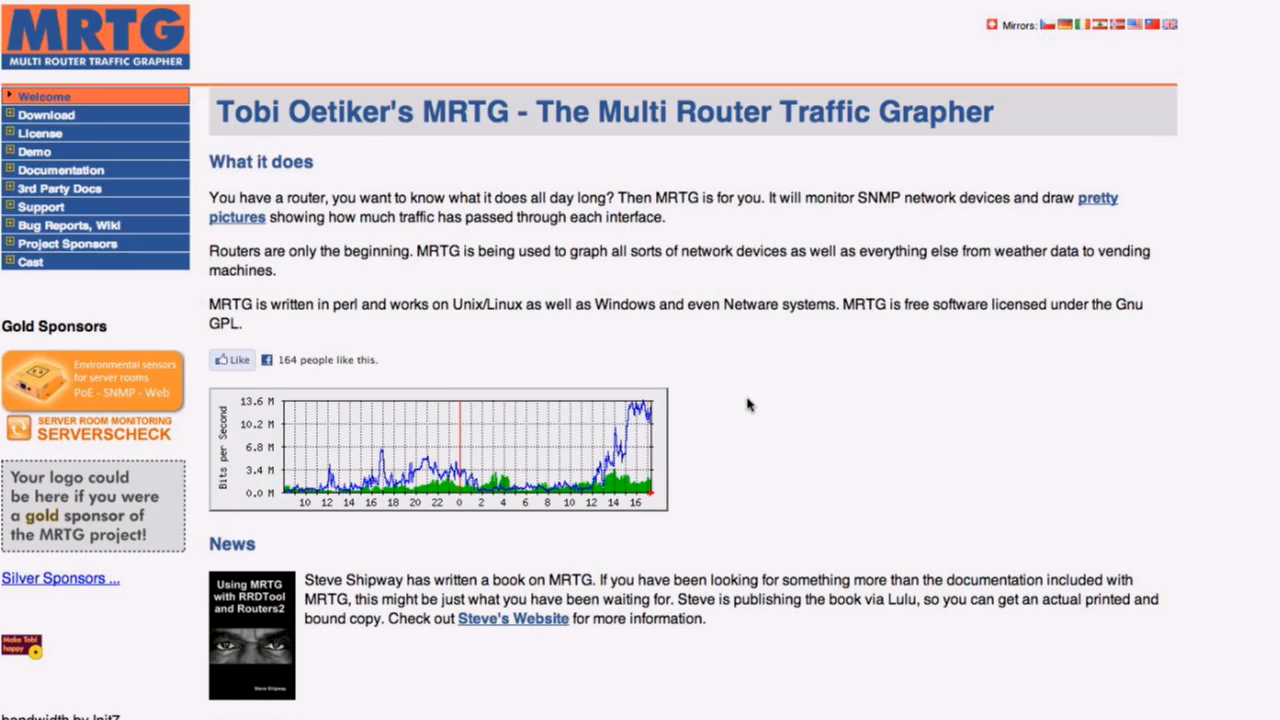 MRTG
MULTI ROUTER TRAFFIC GRAPHER
Mirrors:
Welcome
Download
License
Demo
Documentation
3rd Party Docs
Support
Bug Reports, Wiki
Project Sponsors
Cast
Gold Sponsors
Environmental sensors
for server rooms
PoE - SNMP - Web
SERVER ROOM MONITORING
SERVERSCHECK
Your logo could
be here if you were
a gold sponsor of
the MRTG project!
Silver Sponsors ...
Make Tobi
happy
bandwidth by Init7
Tobi Oetiker's MRTG - The Multi Router Traffic Grapher
What it does
You have a router, you want to know what it does all day long? Then MRTG is for you. It will monitor SNMP network devices and draw pretty
pictures showing how much traffic has passed through each interface.
Routers are only the beginning. MRTG is being used to graph all sorts of network devices as well as everything else from weather data to vending
machines.
MRTG is written in perl and works on Unix/Linux as well as Windows and even Netware systems. MRTG is free software licensed under the Gnu
GPL.
Like 164 people like this.
Bits per Second
13.6 M
10.2 M
6.8 M
3.4 M
0.0 M
10 12 14 16 18 20 22 0 2 4 6 8 10 12 14 16
News
Using MRTG
with RRDTool
and Routers2
Steve Shipway
Steve Shipway has written a book on MRTG. If you have been looking for something more than the documentation included with
MRTG, this might be just what you have been waiting for. Steve is publishing the book via Lulu, so you can get an actual printed and
bound copy. Check out Steve's Website for more information.